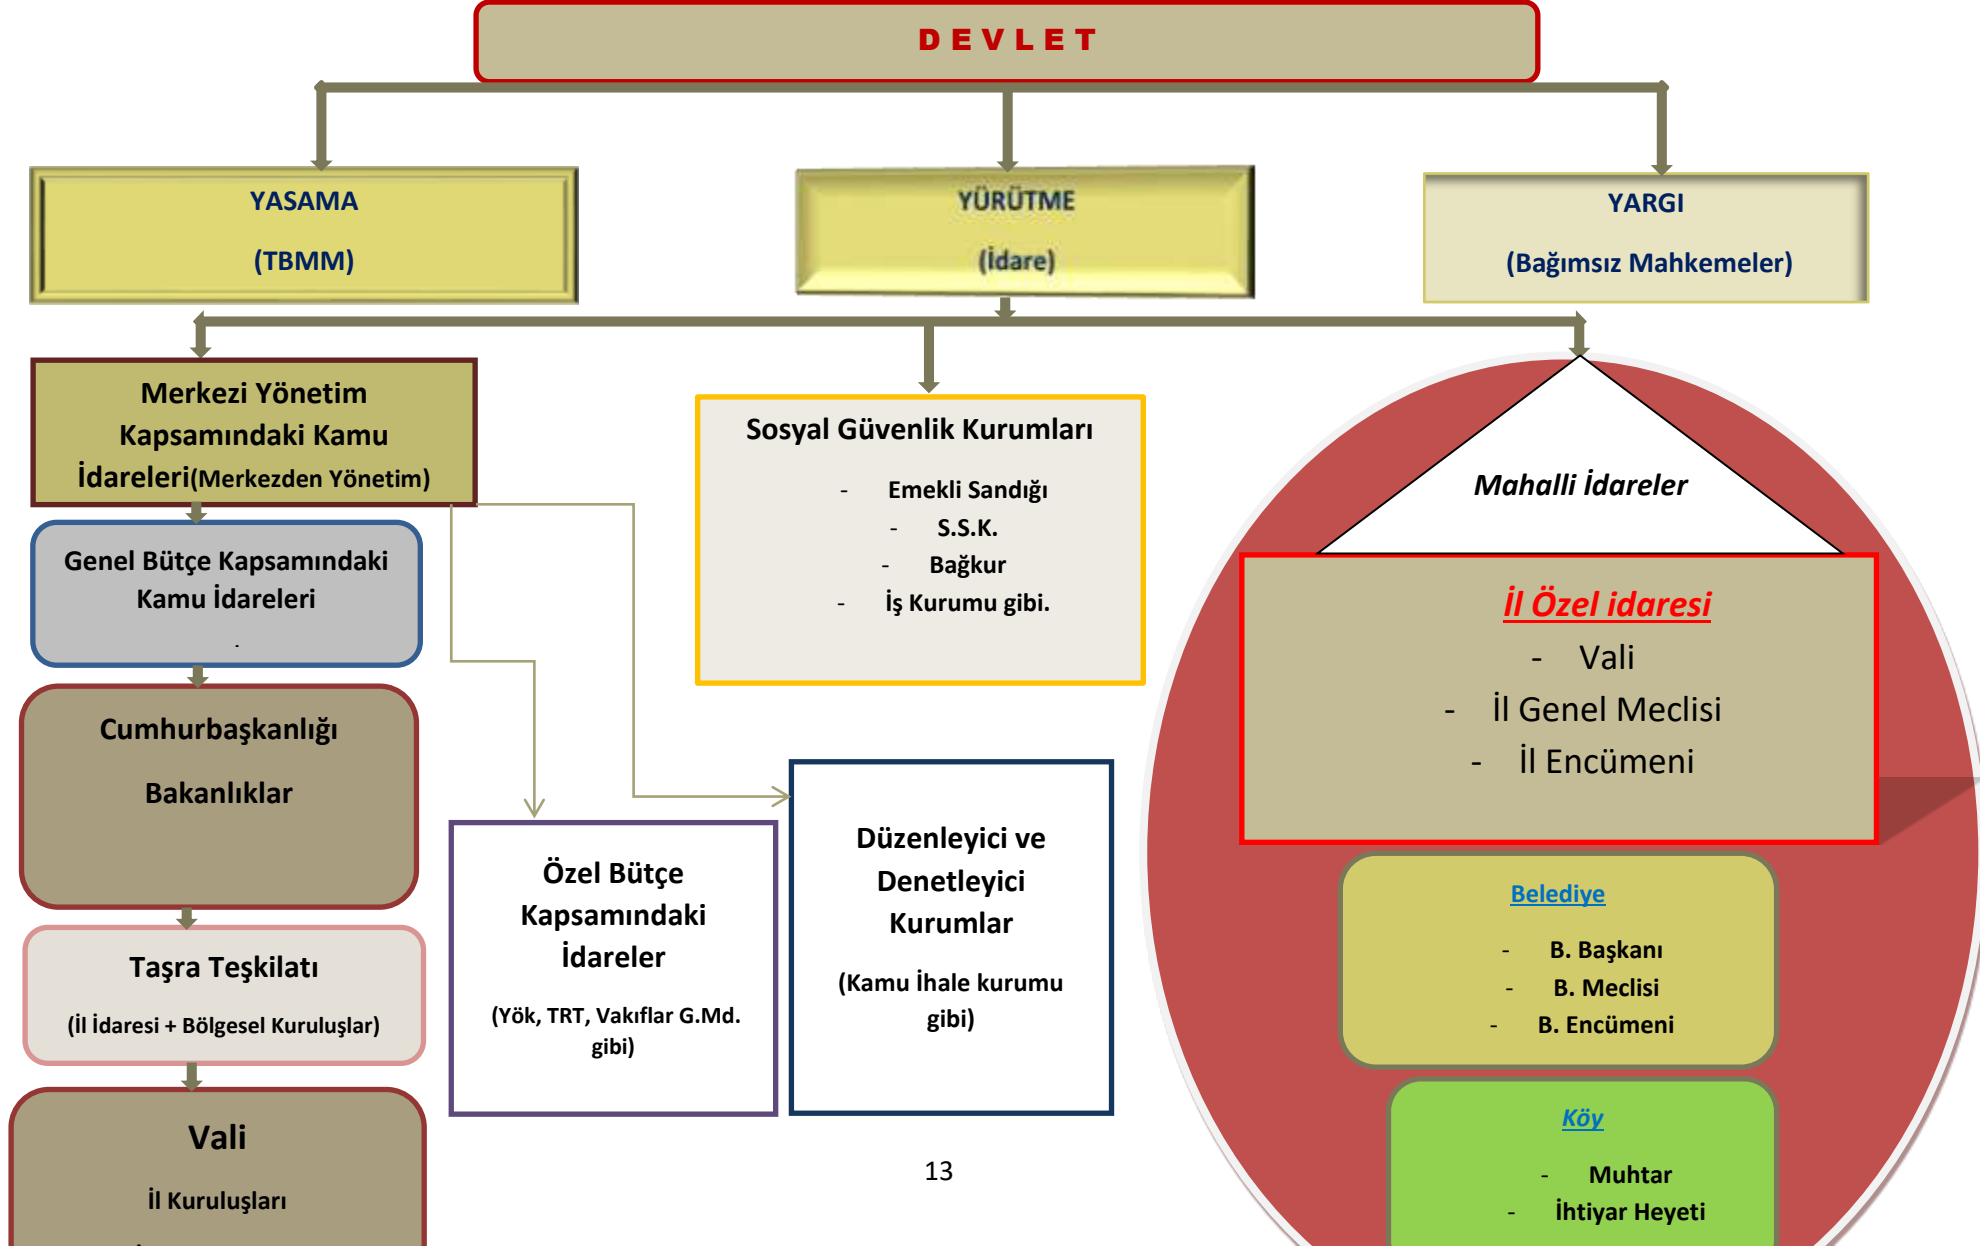 D E V L E T
YASAMA
(TBMM)
YÜRÜTME
(İdare)
YARGI
(Bağımsız Mahkemeler)
Merkezi Yönetim
Kapsamındaki Kamu
İdareleri(Merkezden Yönetim)
Genel Bütçe Kapsamındaki
Kamu İdareleri
.
Cumhurbaşkanlığı
Bakanlıklar
Taşra Teşkilatı
(İl İdaresi + Bölgesel Kuruluşlar)
Vali
İl Kuruluşları
Özel Bütçe
Kapsamındaki
İdareler
(Yök, TRT, Vakıflar G.Md.
gibi)
Düzenleyici ve
Denetleyici
Kurumlar
(Kamu İhale kurumu
gibi)
Sosyal Güvenlik Kurumları
- Emekli Sandığı
- S.S.K.
- Bağkur
- İş Kurumu gibi.
Mahalli İdareler
İl Özel idaresi
- Vali
- İl Genel Meclisi
- İl Encümeni
Belediye
- B. Başkanı
- B. Meclisi
- B. Encümeni
Köy
- Muhtar
- İhtiyar Heyeti
13